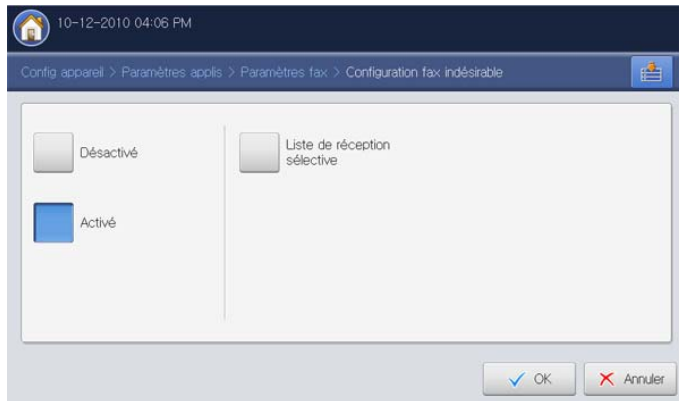 10-12-2010 04:06 PM
Config appareil > Paramètres applis > Paramètres fax > Configuration fax indésirable
Désactivé
Liste de réception
sélective
Activé
OK
Annuler